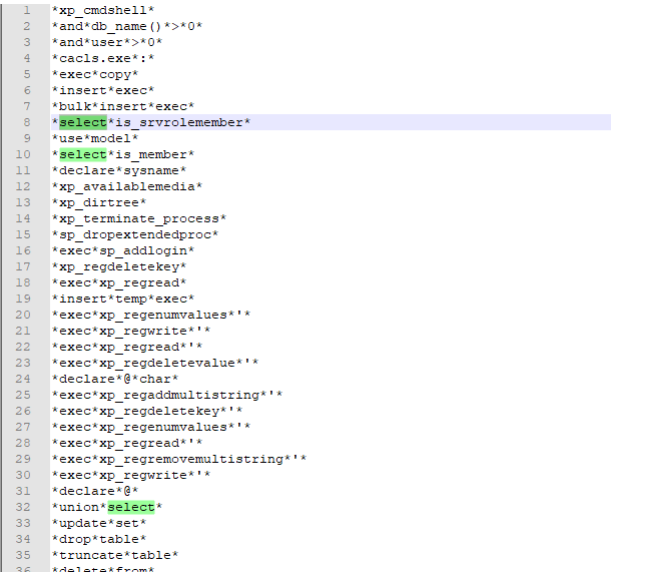 1 *xp_cmdshell*
2 *and*db_name()*>*0*
3 *and*user*>*0*
4 *cacls.exe*:*
5 *exec*copy*
6 *insert*exec*
7 *bulk*insert*exec*
8 *select*is_srvrolemember*
9 *use*model*
10 *select*is_member*
11 *declare*sysname*
12 *xp_availablemedia*
13 *xp_dirtree*
14 *xp_terminate_process*
15 *sp_dropextendedproc*
16 *exec*sp_addlogin*
17 *xp_regdeletekey*
18 *exec*xp_regread*
19 *insert*temp*exec*
20 *exec*xp_regenumvalues*'*
21 *exec*xp_regwrite*'*
22 *exec*xp_regread*'*
23 *exec*xp_regdeletevalue*'*
24 *declare*@*char*
25 *exec*xp_regaddmultistring*'*
26 *exec*xp_regdeletekey*'*
27 *exec*xp_regenumvalues*'*
28 *exec*xp_regread*'*
29 *exec*xp_regremovemultistring*'*
30 *exec*xp_regwrite*'*
31 *declare*@*
32 *union*select*
33 *update*set*
34 *drop*table*
35 *truncate*table*
36 *delete*from*